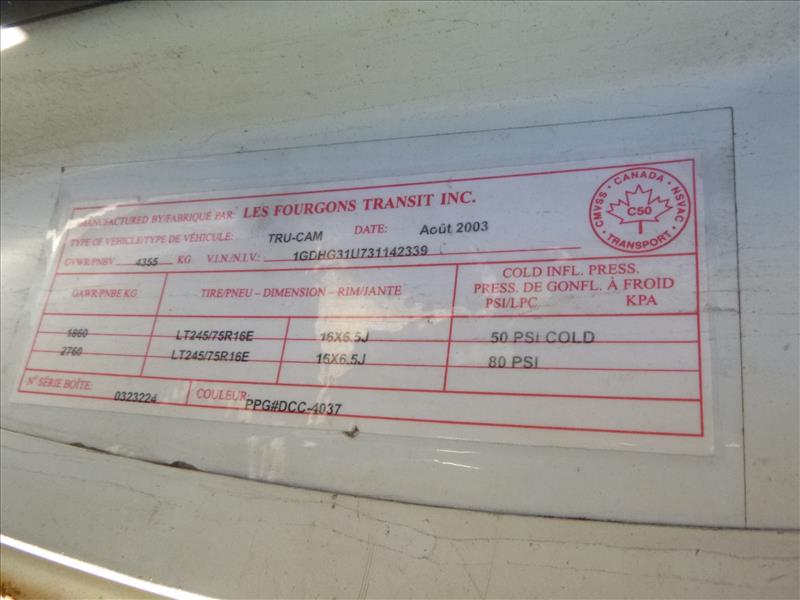 MANUFACTURED BY/FABRIQUÉ PAR: LES FOURGONS TRANSIT INC.
TYPE OF VEHICLE/TYPE DE VÉHICULE: TRU-CAM DATE: Août 2003
GVWR/PNBV 4355 KG V.I.N./N.I.V.: 1GDHG31U731142339
CANADA
CMVSS • NSVAC
C50
TRANSPORT
GAWR/PNBE KG TIRE/PNEU – DIMENSION – RIM/JANTE COLD INFL. PRESS.
PRESS. DE GONFL. À FROID
PSI/LPC KPA
1860 LT245/75R16E 16X6.5J 50 PSI COLD
2760 LT245/75R16E 16X6.5J 80 PSI
N° SÉRIE BOÎTE: 0323224 COULEUR: PPG#DCC-4037